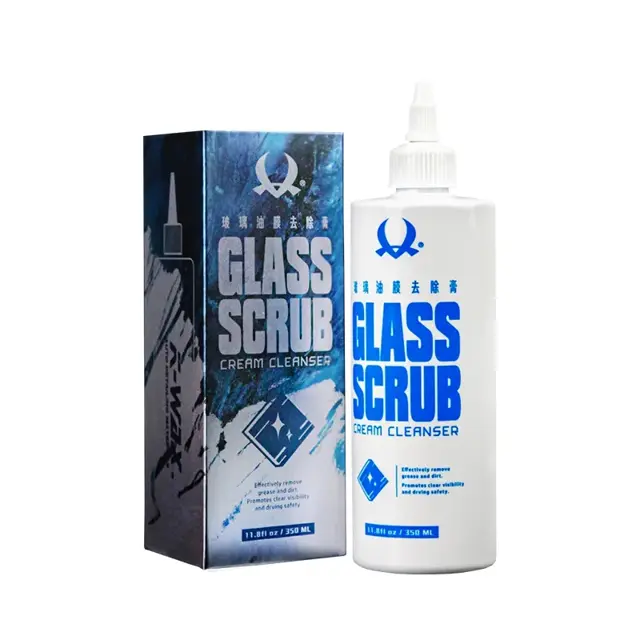 ®
玻璃油膜去除膏
GLASS
SCRUB
CREAM CLEANSER
Effectively remove
grease and dirt.
Promotes clear visibility
and driving safety.
11.8fl oz / 350 ML
®
玻璃油膜去除膏
GLASS
SCRUB
CREAM CLEANSER
Effectively remove
grease and dirt.
Promotes clear visibility
and driving safety.
11.8fl oz / 350 ML